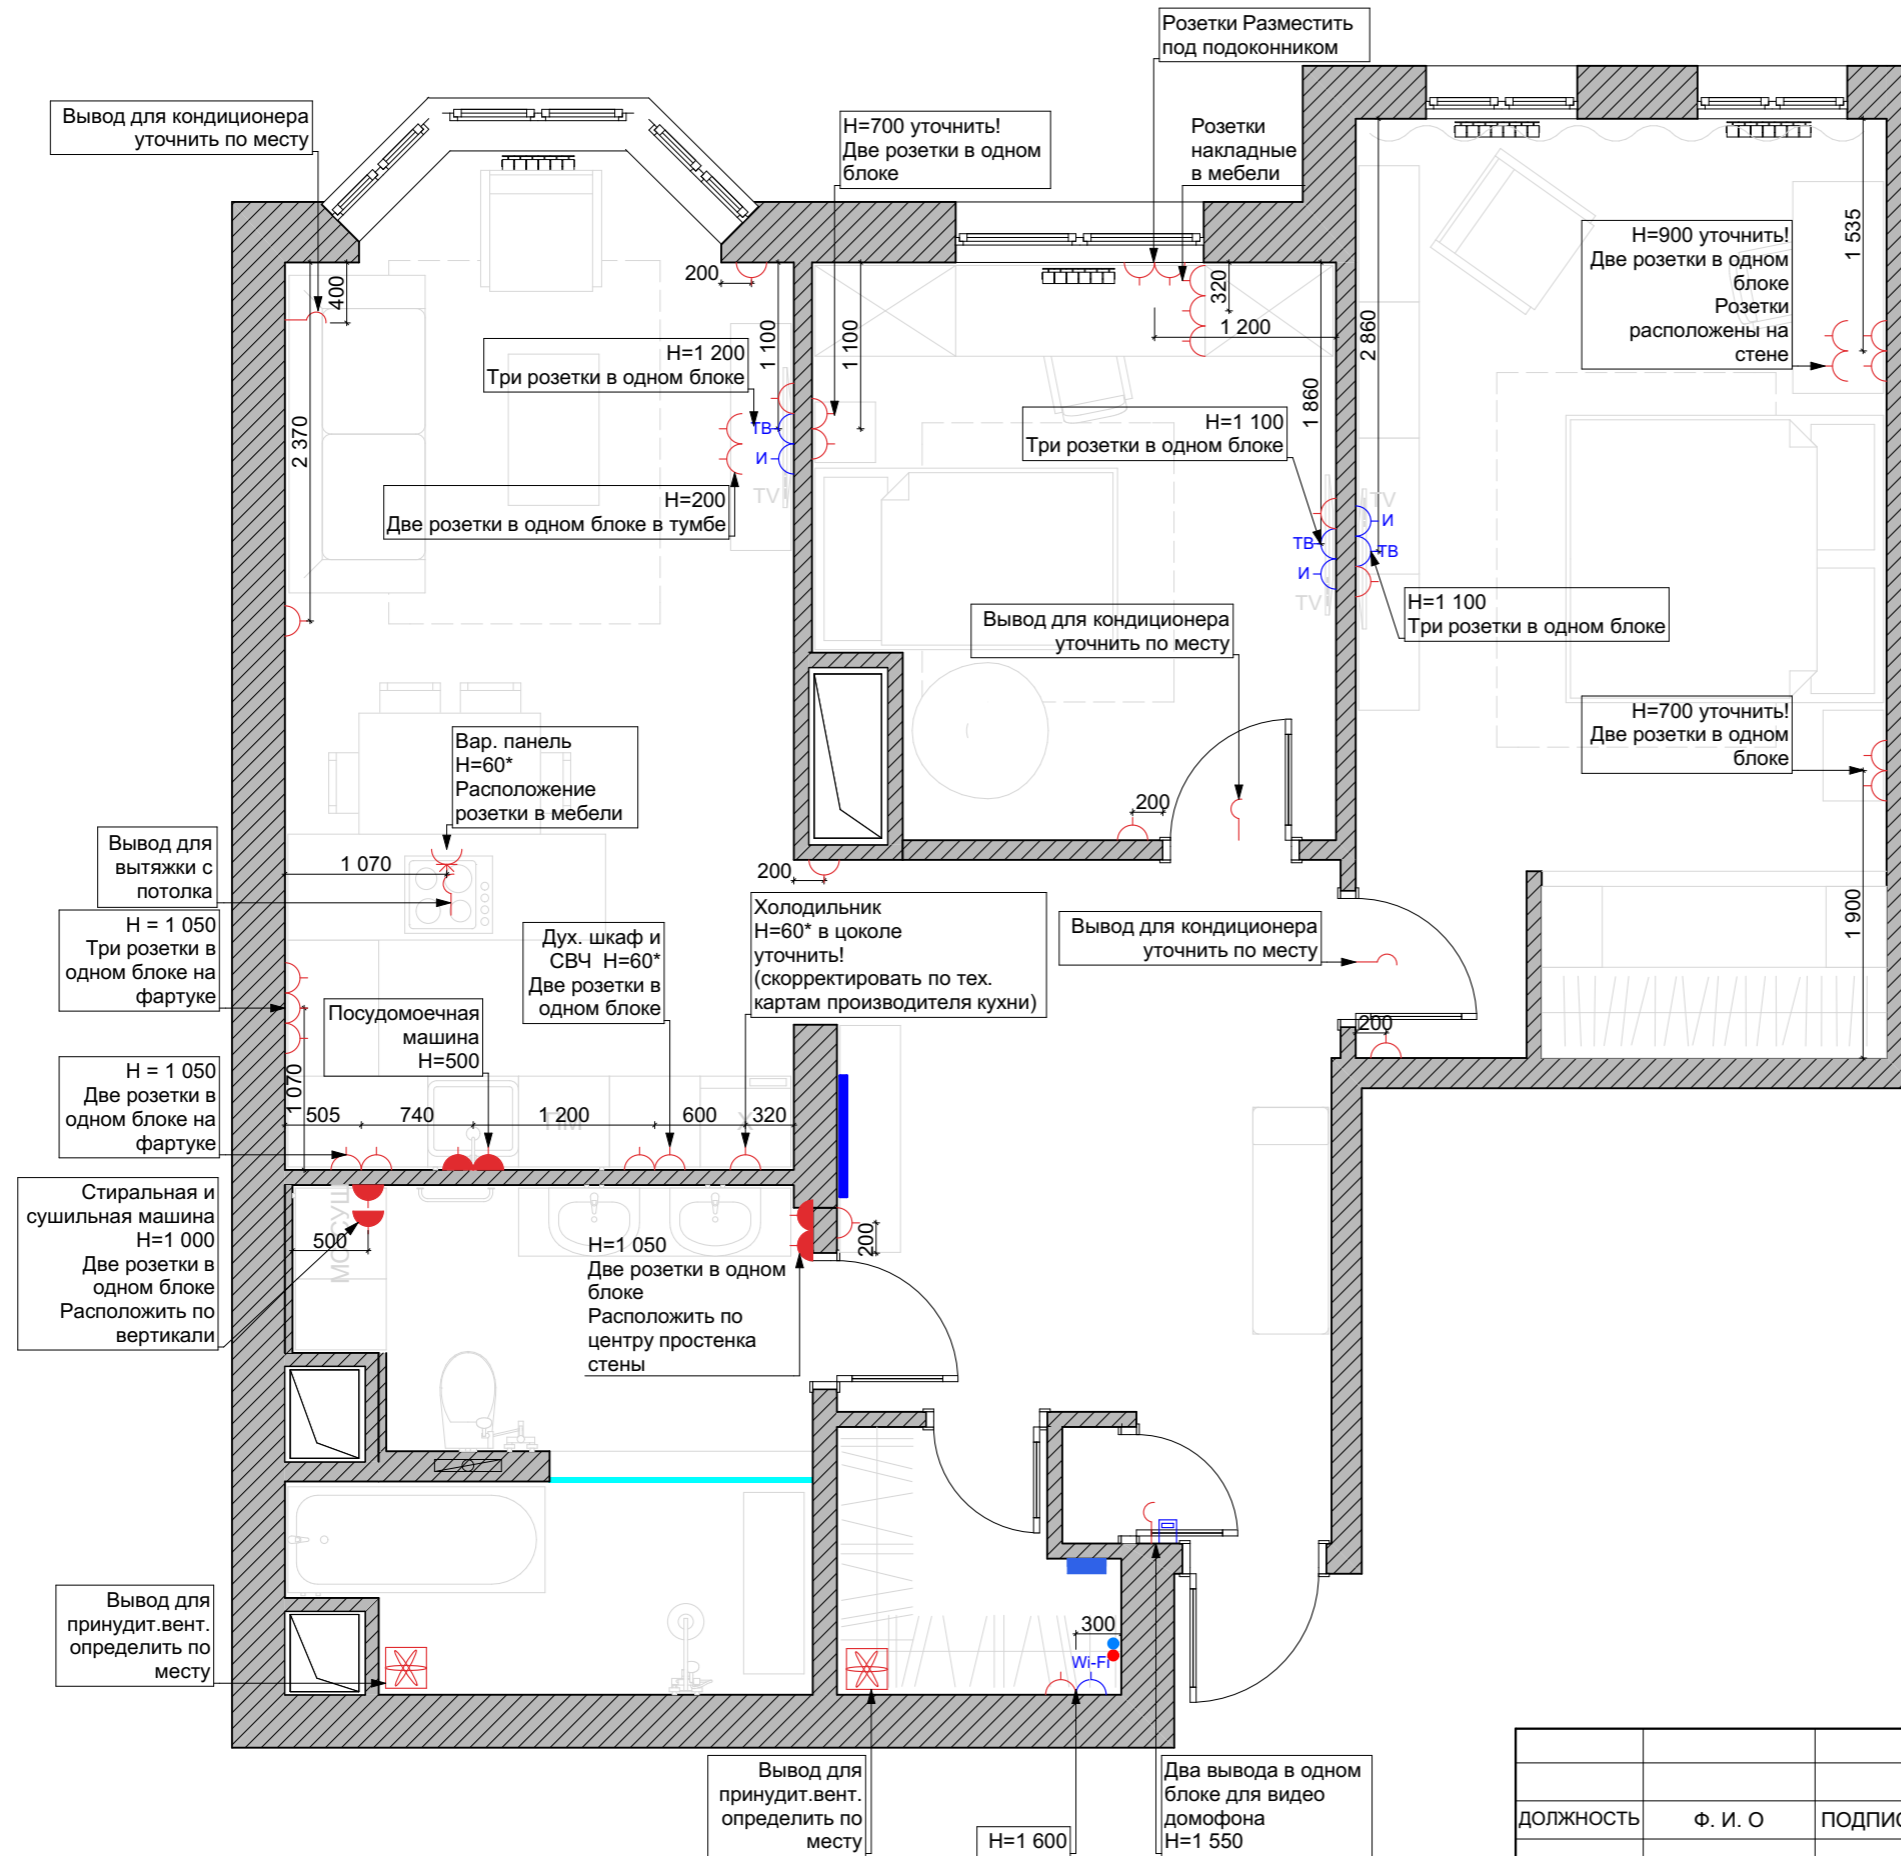 Розетки Разместить
под подоконником
Вывод для кондиционера
уточнить по месту
H=700 уточнить!
Две розетки в одном
блоке
Розетки
накладные
в мебели
H=900 уточнить!
Две розетки в одном
блоке
Розетки
расположены на
стене
1 535
400
200
320
1 200
1 100
1 100
2 860
H=1 200
Три розетки в одном блоке
1 860
2 370
ТВ
И
TV
H=1 100
Три розетки в одном блоке
H=200
Две розетки в одном блоке в тумбе
ТВ
И
TV
TV
И
ТВ
H=1 100
Три розетки в одном блоке
Вывод для кондиционера
уточнить по месту
H=700 уточнить!
Две розетки в одном
блоке
Вар. панель
H=60*
Расположение
розетки в мебели
200
Вывод для
вытяжки с
потолка
1 070
200
Холодильник
H=60* в цоколе
уточнить!
(скорректировать по тех.
картам производителя кухни)
Вывод для кондиционера
уточнить по месту
1 900
H = 1 050
Три розетки в
одном блоке на
фартуке
Дух. шкаф и
СВЧ  H=60*
Две розетки в
одном блоке
Посудомоечная
машина
H=500
200
H = 1 050
Две розетки в
одном блоке на
фартуке
1 070
505
740
1 200
600
320
ПМ
Х
Стиральная и
сушильная машина
H=1 000
Две розетки в
одном блоке
Расположить по
вертикали
500
200
H=1 050
Две розетки в одном
блоке
Расположить по
центру простенка
стены
Вывод для
принудит.вент.
определить по
месту
300
Wi-Fi
Вывод для
принудит.вент.
определить по
месту
H=1 600
Два вывода в одном
блоке для видео
домофона
H=1 550
ДОЛЖНОСТЬ
Ф. И. О
ПОДПИС